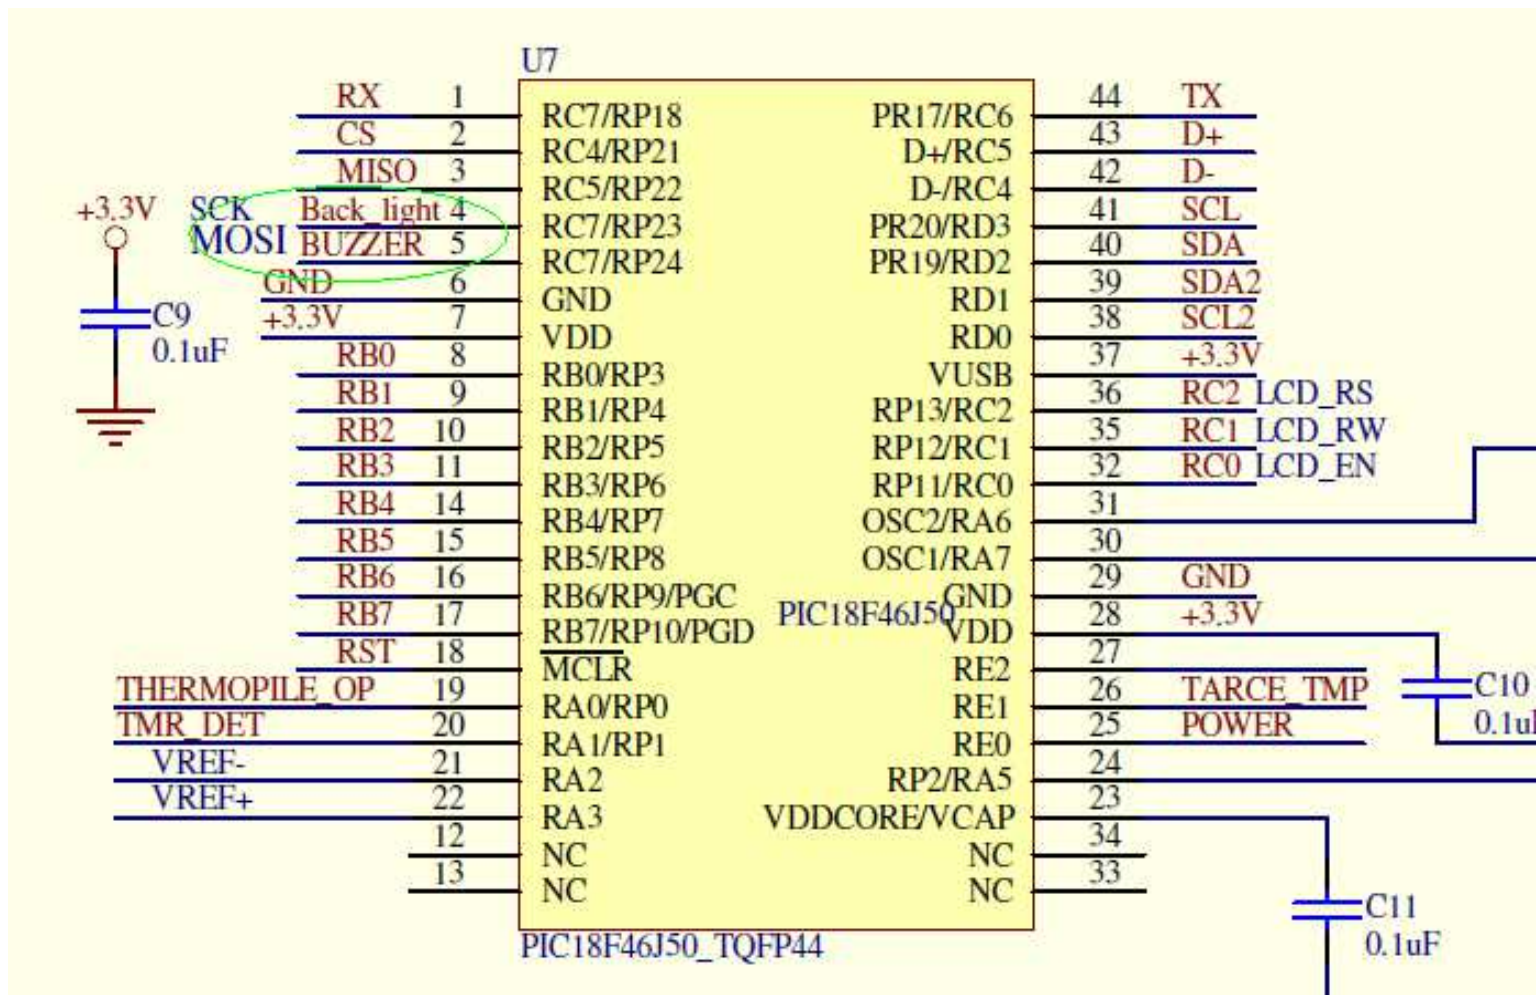 U7
RX 1 RC7/RP18 PR17/RC6 44 TX
CS 2 RC4/RP21 D+/RC5 43 D+
MISO 3 RC5/RP22 D-/RC4 42 D-
+3.3V SCK Back_light 4 RC7/RP23 PR20/RD3 41 SCL
MOSI BUZZER 5 RC7/RP24 PR19/RD2 40 SDA
GND 6 GND RD1 39 SDA2
+3.3V 7 VDD RD0 38 SCL2
C9
0.1uF
RB0 8 RB0/RP3 VUSB 37 +3.3V
RB1 9 RB1/RP4 RP13/RC2 36 RC2 LCD_RS
RB2 10 RB2/RP5 RP12/RC1 35 RC1 LCD_RW
RB3 11 RB3/RP6 RP11/RC0 32 RC0 LCD_EN
RB4 14 RB4/RP7 OSC2/RA6 31
RB5 15 RB5/RP8 OSC1/RA7 30
RB6 16 RB6/RP9/PGC GND 29 GND
PIC18F46J50
RB7 17 RB7/RP10/PGD VDD 28 +3.3V
RST 18 MCLR RE2 27
THERMOPILE_OP 19 RA0/RP0 RE1 26 TARCE_TMP
C10
TMR_DET 20 RA1/RP1 RE0 25 POWER
VREF- 21 RA2 RP2/RA5 24
VREF+ 22 RA3 VDDCORE/VCAP 23
12 NC NC 34
13 NC NC 33
C11
0.1uF
PIC18F46J50_TQFP44